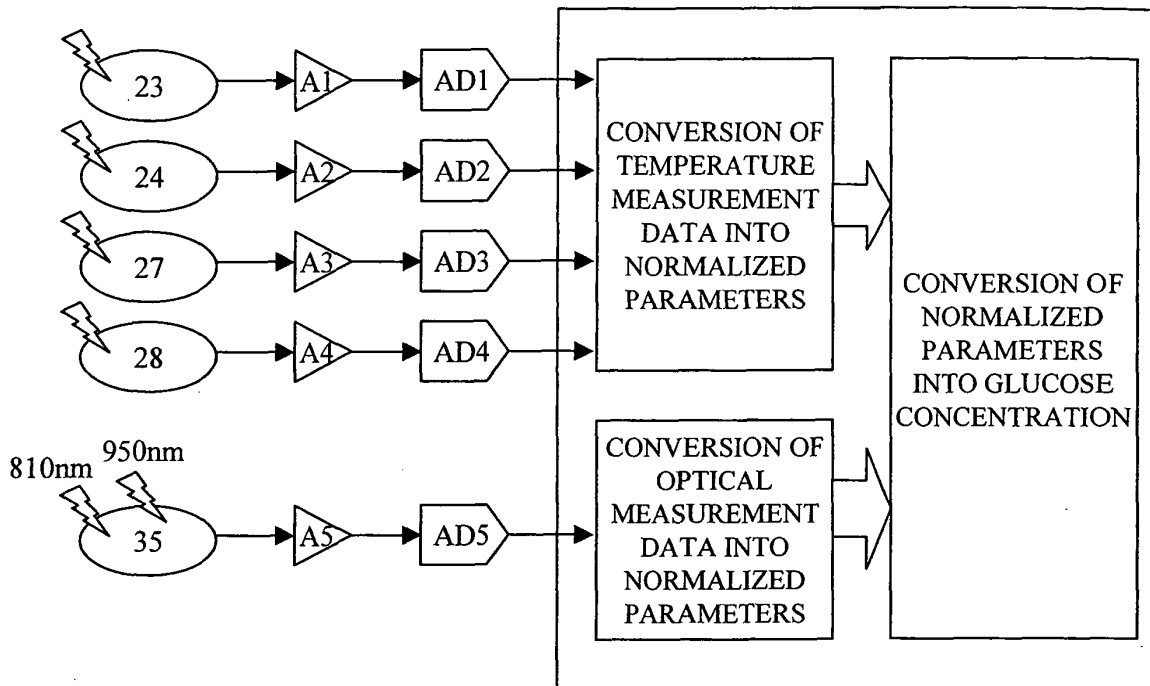 23
A1
AD1
24
A2
AD2
27
A3
AD3
28
A4
AD4
CONVERSION OF
TEMPERATURE
MEASUREMENT
DATA INTO
NORMALIZED
PARAMETERS
810nm
950nm
35
A5
AD5
CONVERSION OF
OPTICAL
MEASUREMENT
DATA INTO
NORMALIZED
PARAMETERS
CONVERSION OF
NORMALIZED
PARAMETERS
INTO GLUCOSE
CONCENTRATION